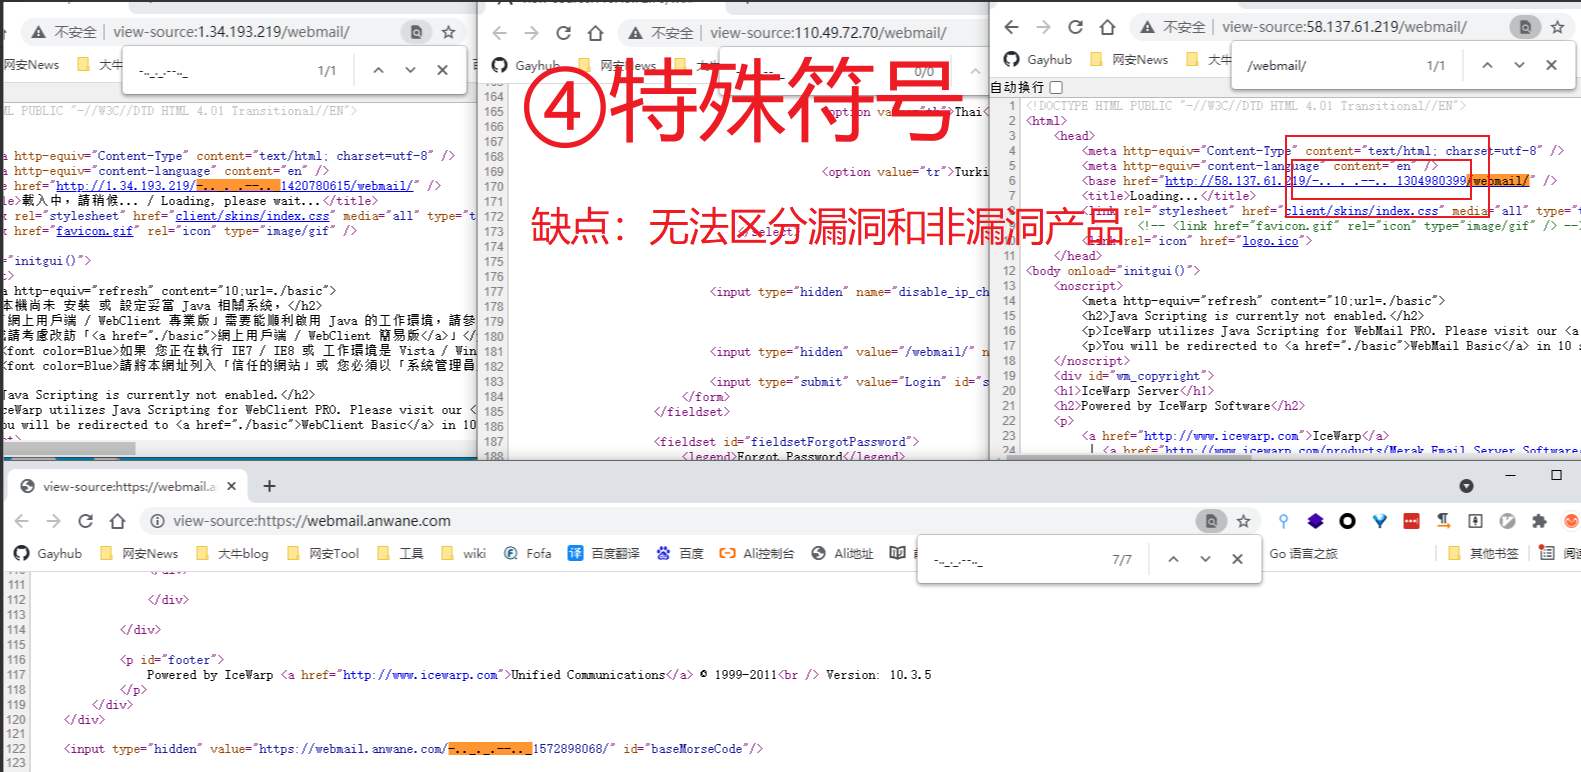 不安全 | view-source:1.34.193.219/webmail/
网安News
-.._._.--.._ 1/1
ML PUBLIC "-//W3C//DTD HTML 4.01 Transitional//EN">
a http-equiv="Content-Type" content="text/html; charset=utf-8" />
a http-equiv="content-language" content="en" />
e href="http://1.34.193.219/-.._._.--.._1420780615/webmail/" />
le>載入中，請稍候... / Loading, please wait...</title>
k rel="stylesheet" href="client/skins/index.css" media="all" type="t
k href="favicon.gif" rel="icon" type="image/gif" />
="initgui()">
t>
a http-equiv="refresh" content="10;url=./basic">
本機尚未 安裝 或 設定妥當 Java 相關系統，</h2>
「網上用戶端 / WebClient 專業版」需要能順利啟用 Java 的工作環境，請參
或請考慮改訪「<a href="./basic">網上用戶端 / WebClient 簡易版</a>」</
<font color=Blue>如果 您正在執行 IE7 / IE8 或 工作環境是 Vista / Win
<font color=Blue>請將本網址列入「信任的網站」或 您必須以「系統管理員
Java Scripting is currently not enabled.</h2>
ceWarp utilizes Java Scripting for WebClient PRO. Please visit our <
ou will be redirected to <a href="./basic">WebClient Basic</a> in 10
不安全 | view-source:110.49.72.70/webmail/
Gayhub 网安News 大牛
0/0
④特殊符号
缺点：无法区分漏洞和非漏洞产品
164
165 <option value="th">Thai<
166
167
168
169 <option value="tr">Turki
170
171
172
173 </select>
174
175
176
177 <input type="hidden" name="disable_ip_ch
178
179
180
181 <input type="hidden" value="/webmail/" n
182
183 <input type="submit" value="Login" id="s
184 </form>
185 </fieldset>
186
187 <fieldset id="fieldsetForgotPassword">
188 <legend>Forgot Password</legend>
不安全 | view-source:58.137.61.219/webmail/
Gayhub 网安News 大牛
/webmail/ 1/1
自动换行
1 <!DOCTYPE HTML PUBLIC "-//W3C//DTD HTML 4.01 Transitional//EN">
2 <html>
3 <head>
4 <meta http-equiv="Content-Type" content="text/html; charset=utf-8" />
5 <meta http-equiv="content-language" content="en" />
6 <base href="http://58.137.61.219/-.._._.--.._1304980399/webmail/" />
7 <title>Loading...</title>
8 <link rel="stylesheet" href="client/skins/index.css" media="all" type="t
9 <!-- <link href="favicon.gif" rel="icon" type="image/gif" /> --
10 <link rel="icon" href="logo.ico">
11 </head>
12 <body onload="initgui()">
13 <noscript>
14 <meta http-equiv="refresh" content="10;url=./basic">
15 <h2>Java Scripting is currently not enabled.</h2>
16 <p>IceWarp utilizes Java Scripting for WebMail PRO. Please visit our <a
17 <p>You will be redirected to <a href="./basic">WebMail Basic</a> in 10 s
18 </noscript>
19 <div id="wm_copyright">
20 <h1>IceWarp Server</h1>
21 <h2>Powered by IceWarp Software</h2>
22 <p>
23 <a href="http://www.icewarp.com">IceWarp</a>
24 | <a href="http://www.icewarp.com/products/Merak_Email_Server_Software
view-source:https://webmail.a
view-source:https://webmail.anwane.com
Gayhub 网安News 大牛blog 网安Tool 工具 wiki Fofa 百度翻译 百度 Ali控制台 Ali地址 Go 语言之旅 其他书签 阅
-.._._.--.._ 7/7
111
112 </div>
113
114 </div>
115
116 <p id="footer">
117 Powered by IceWarp <a href="http://www.icewarp.com">Unified Communications</a> © 1999-2011<br /> Version: 10.3.5
118 </p>
119 </div>
120 </div>
121
122 <input type="hidden" value="https://webmail.anwane.com/-.._._.--.._1572898068/" id="baseMorseCode"/>
123